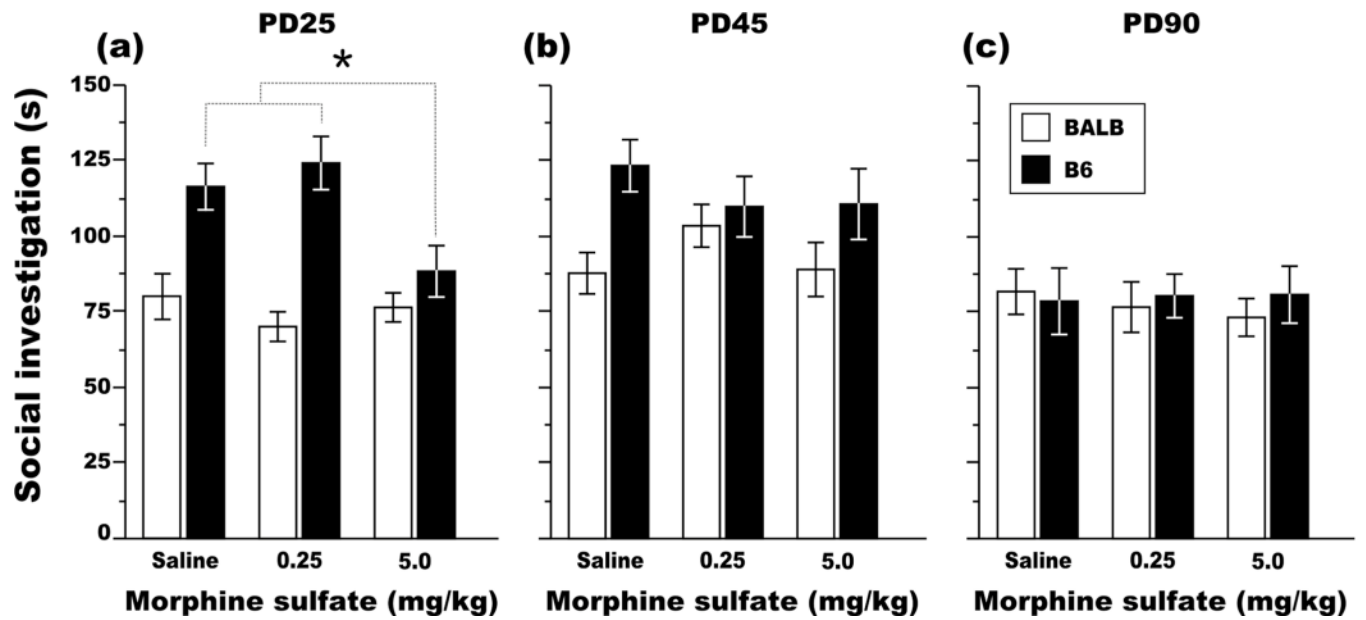 PD25 PD45 PD90
(a) (b) (c)
*
Social investigation (s)
150
125
100
75
50
25
0
BALB
B6
Saline 0.25 5.0 Saline 0.25 5.0 Saline 0.25 5.0
Morphine sulfate (mg/kg) Morphine sulfate (mg/kg) Morphine sulfate (mg/kg)